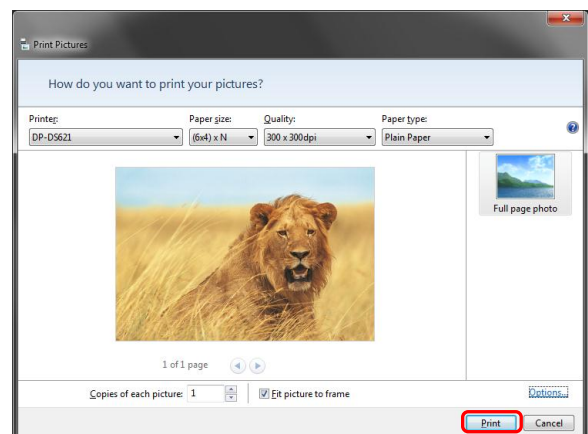 Print Pictures
How do you want to print your pictures?
Printer: Paper size: Quality: Paper type:
DP-DS621 (6x4) x N 300 x 300dpi Plain Paper
Full page photo
1 of 1 page
Copies of each picture: 1 Fit picture to frame Options...
Print Cancel